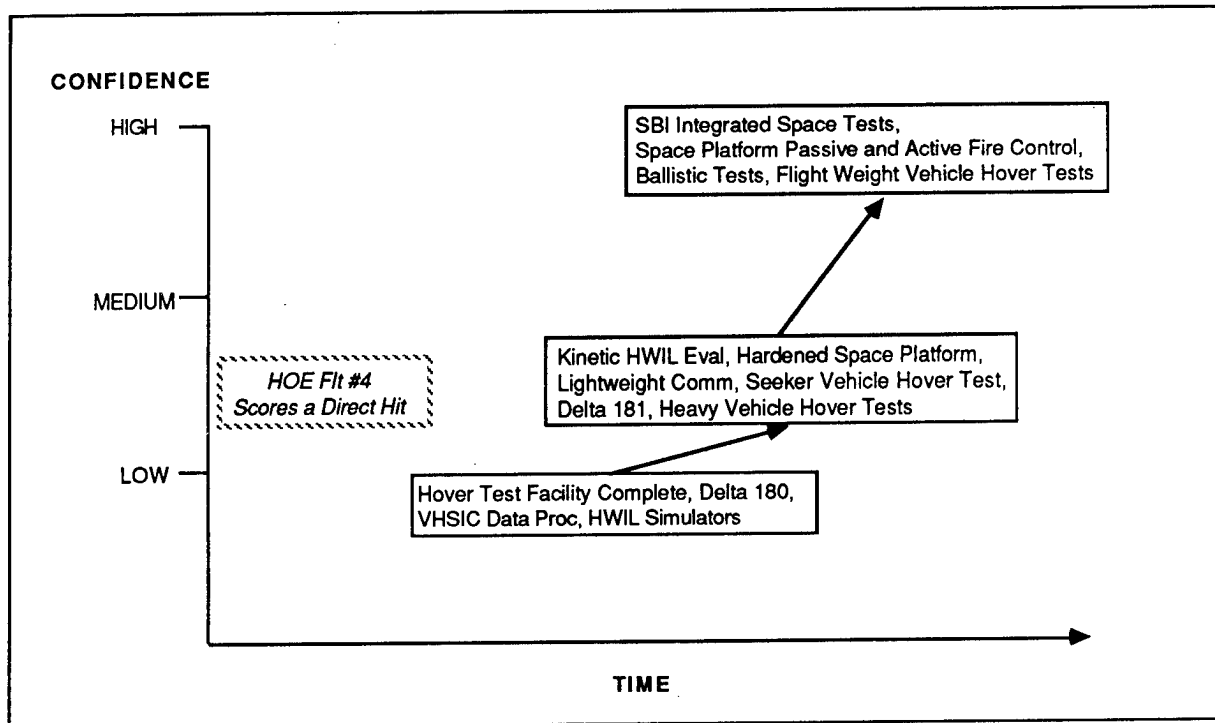 CONFIDENCE
HIGH
SBI Integrated Space Tests,
Space Platform Passive and Active Fire Control,
Ballistic Tests, Flight Weight Vehicle Hover Tests
MEDIUM
HOE Flt #4
Scores a Direct Hit
Kinetic HWIL Eval, Hardened Space Platform,
Lightweight Comm, Seeker Vehicle Hover Test,
Delta 181, Heavy Vehicle Hover Tests
LOW
Hover Test Facility Complete, Delta 180,
VHSIC Data Proc, HWIL Simulators
TIME